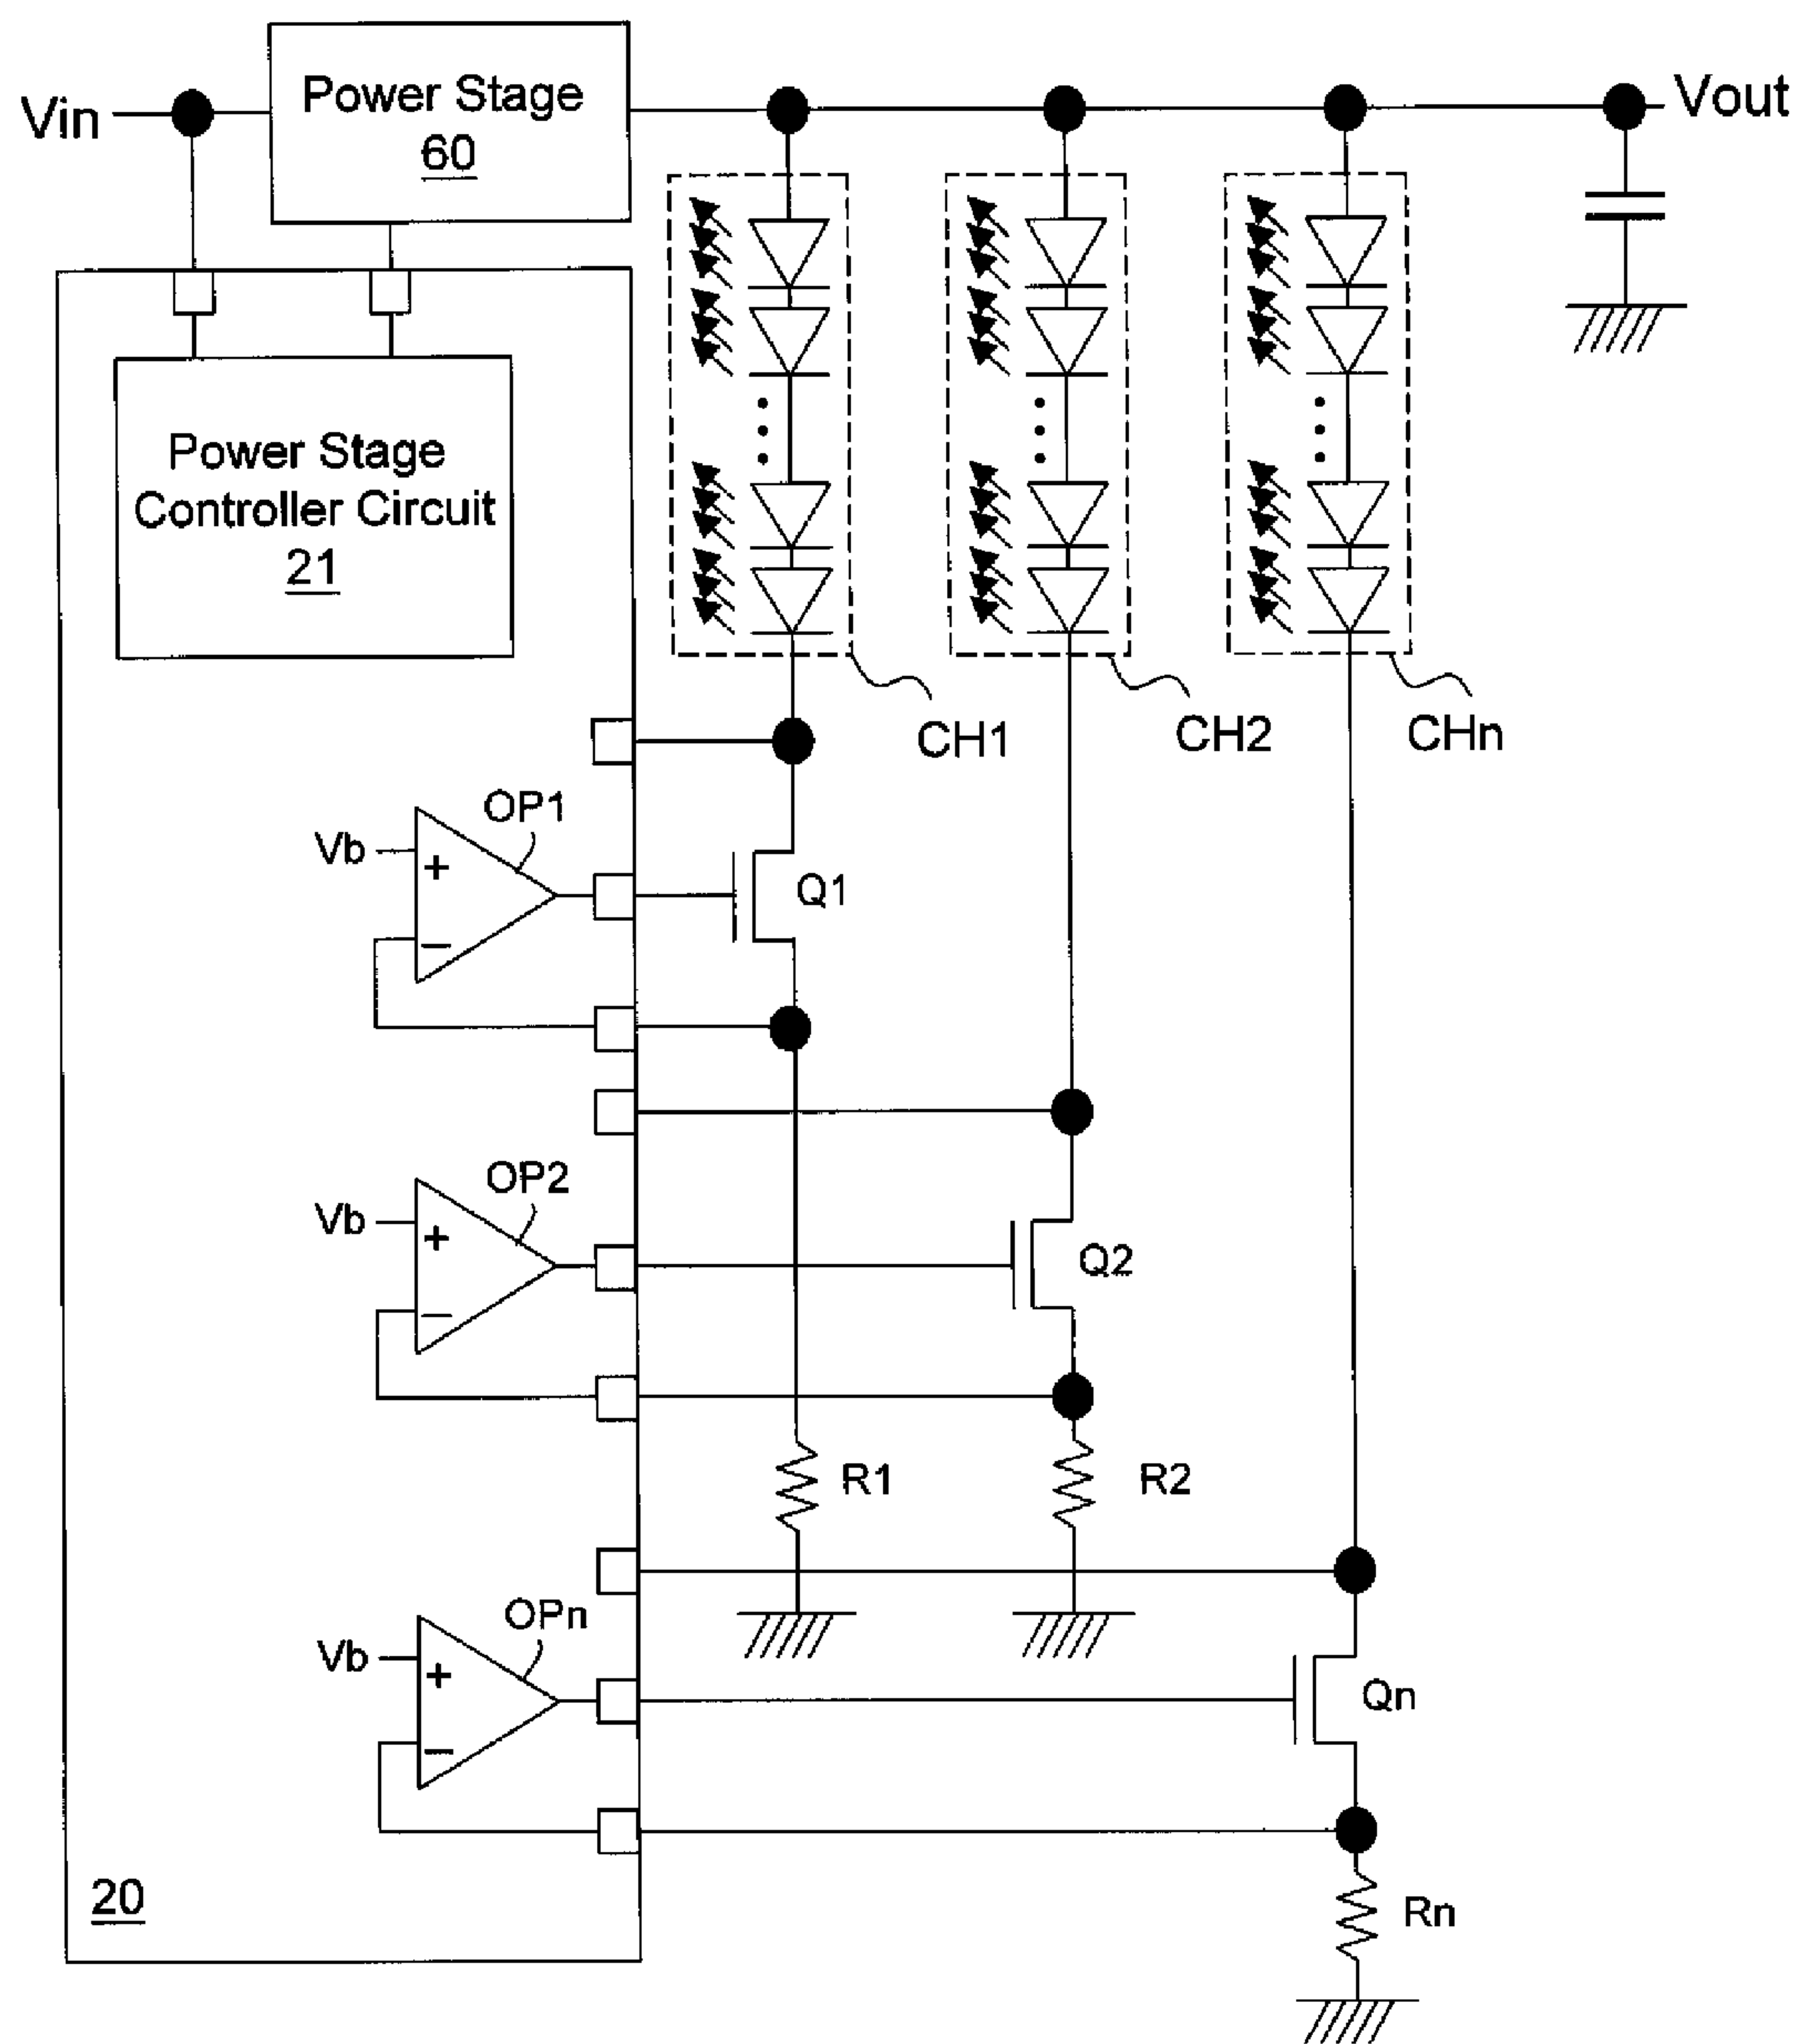 Vin
Power Stage
60
Vout
Power Stage
Controller Circuit
21
CH1
CH2
CHn
OP1
Vb
+
−
Q1
OP2
Vb
+
−
Q2
R1
R2
OPn
Vb
+
−
Qn
20
Rn